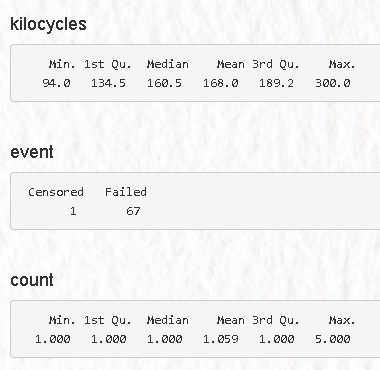 kilocycles
Min. 1st Qu. Median Mean 3rd Qu. Max.
94.0 134.5 160.5 168.0 189.2 300.0
event
Censored Failed
1 67
count
Min. 1st Qu. Median Mean 3rd Qu. Max.
1.000 1.000 1.000 1.059 1.000 5.000